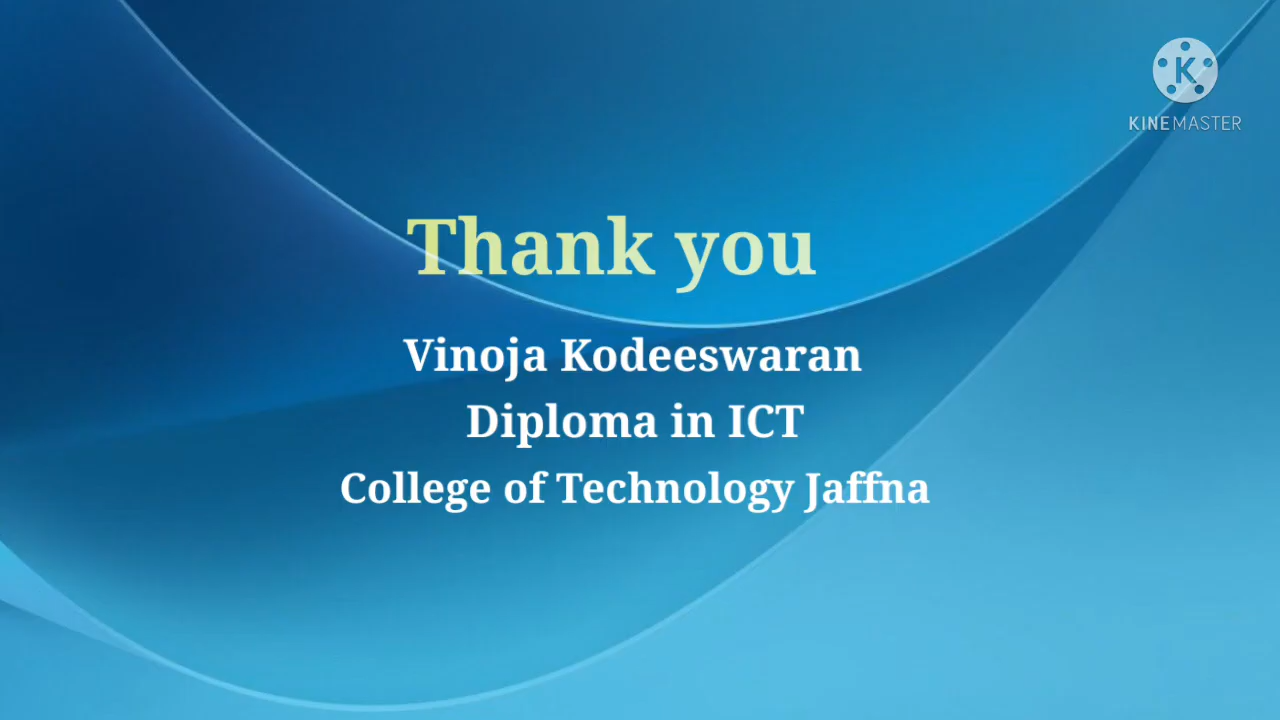 KINEMASTER
Thank you
Vinoja Kodeeswaran
Diploma in ICT
College of Technology Jaffna